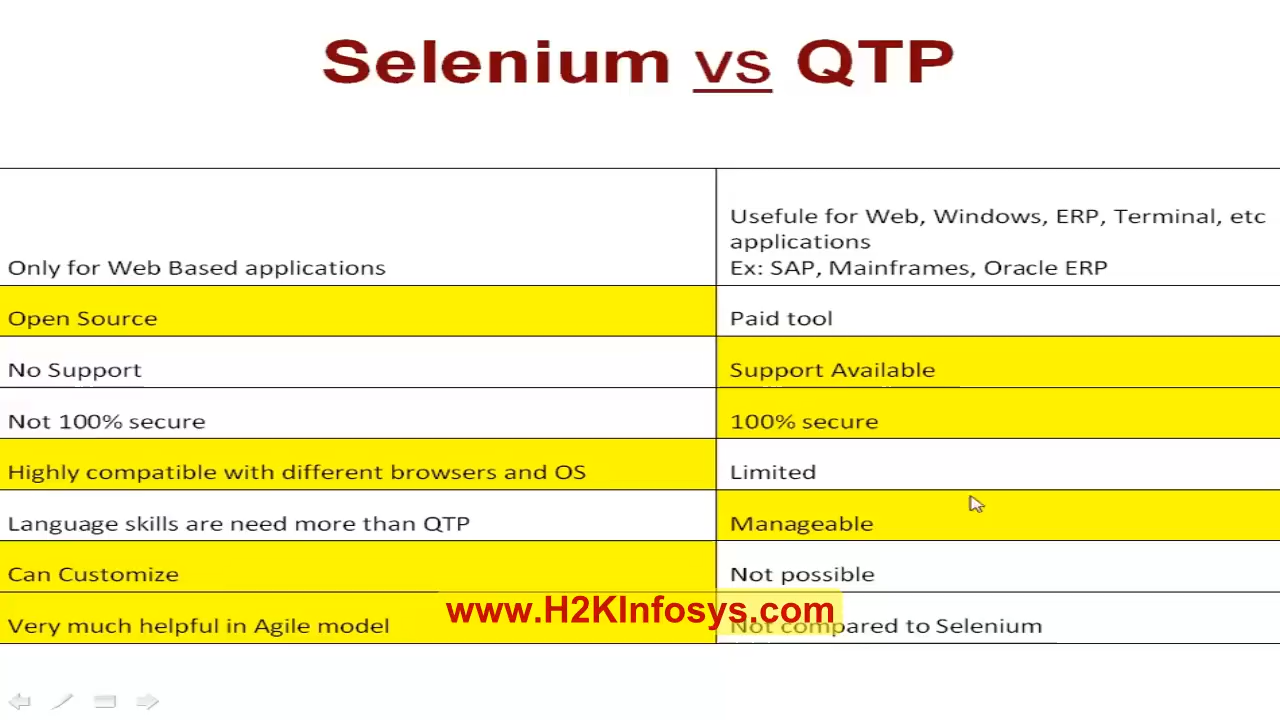 Selenium vs QTP
Only for Web Based applications
Usefule for Web, Windows, ERP, Terminal, etc
applications
Ex: SAP, Mainframes, Oracle ERP
Open Source
Paid tool
No Support
Support Available
Not 100% secure
100% secure
Highly compatible with different browsers and OS
Limited
Language skills are need more than QTP
Manageable
Can Customize
Not possible
www.H2KInfosys.com
Very much helpful in Agile model
Not compared to Selenium